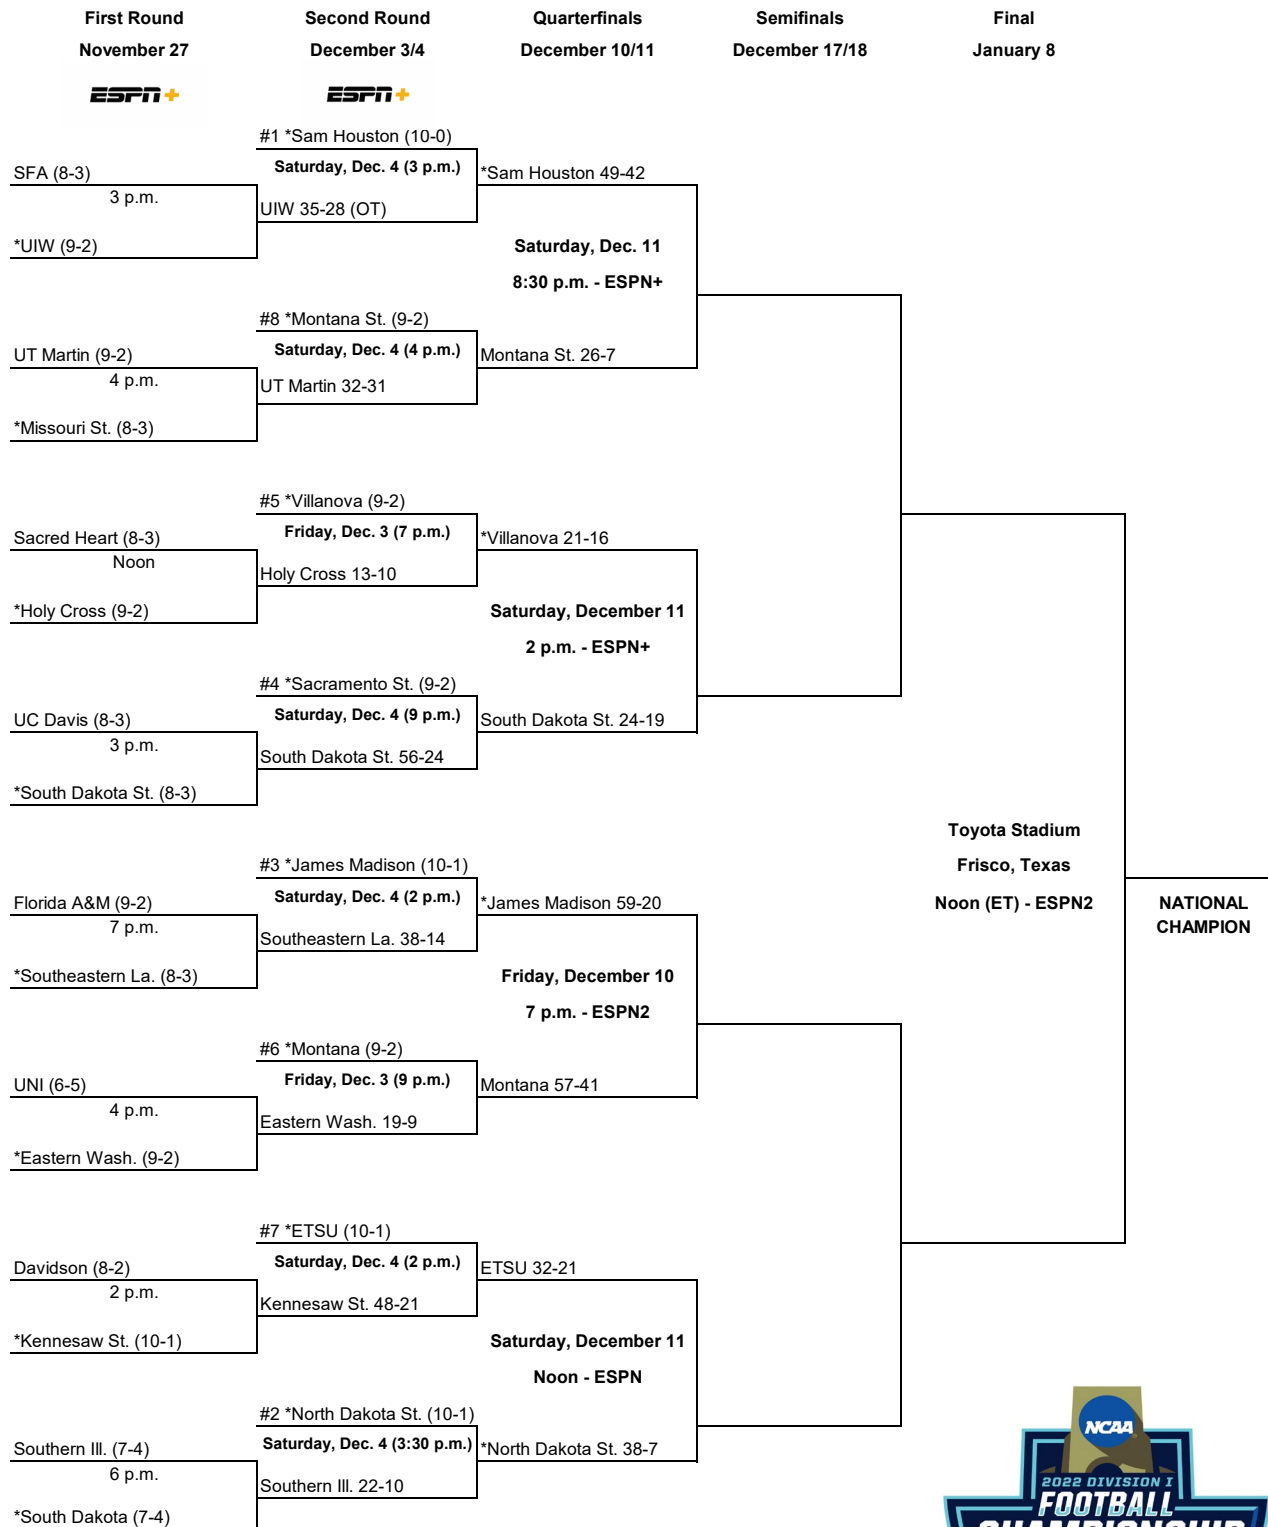 First Round
Second Round
Quarterfinals
Semifinals
Final
November 27
December 3/4
December 10/11
December 17/18
January 8
ESPN+
ESPN+
#1 *Sam Houston (10-0)
SFA (8-3)
Saturday, Dec. 4 (3 p.m.)
*Sam Houston 49-42
3 p.m.
UIW 35-28 (OT)
*UIW (9-2)
Saturday, Dec. 11
8:30 p.m. - ESPN+
#8 *Montana St. (9-2)
UT Martin (9-2)
Saturday, Dec. 4 (4 p.m.)
Montana St. 26-7
4 p.m.
UT Martin 32-31
*Missouri St. (8-3)
#5 *Villanova (9-2)
Sacred Heart (8-3)
Friday, Dec. 3 (7 p.m.)
*Villanova 21-16
Noon
Holy Cross 13-10
*Holy Cross (9-2)
Saturday, December 11
2 p.m. - ESPN+
#4 *Sacramento St. (9-2)
UC Davis (8-3)
Saturday, Dec. 4 (9 p.m.)
South Dakota St. 24-19
3 p.m.
South Dakota St. 56-24
*South Dakota St. (8-3)
Toyota Stadium
Frisco, Texas
Noon (ET) - ESPN2
NATIONAL
CHAMPION
#3 *James Madison (10-1)
Florida A&M (9-2)
Saturday, Dec. 4 (2 p.m.)
*James Madison 59-20
7 p.m.
Southeastern La. 38-14
*Southeastern La. (8-3)
Friday, December 10
7 p.m. - ESPN2
#6 *Montana (9-2)
UNI (6-5)
Friday, Dec. 3 (9 p.m.)
Montana 57-41
4 p.m.
Eastern Wash. 19-9
*Eastern Wash. (9-2)
#7 *ETSU (10-1)
Davidson (8-2)
Saturday, Dec. 4 (2 p.m.)
ETSU 32-21
2 p.m.
Kennesaw St. 48-21
*Kennesaw St. (10-1)
Saturday, December 11
Noon - ESPN
#2 *North Dakota St. (10-1)
Southern Ill. (7-4)
Saturday, Dec. 4 (3:30 p.m.)
*North Dakota St. 38-7
6 p.m.
Southern Ill. 22-10
*South Dakota (7-4)
NCAA
2022 DIVISION I
FOOTBALL
CHAMPIONSHIP